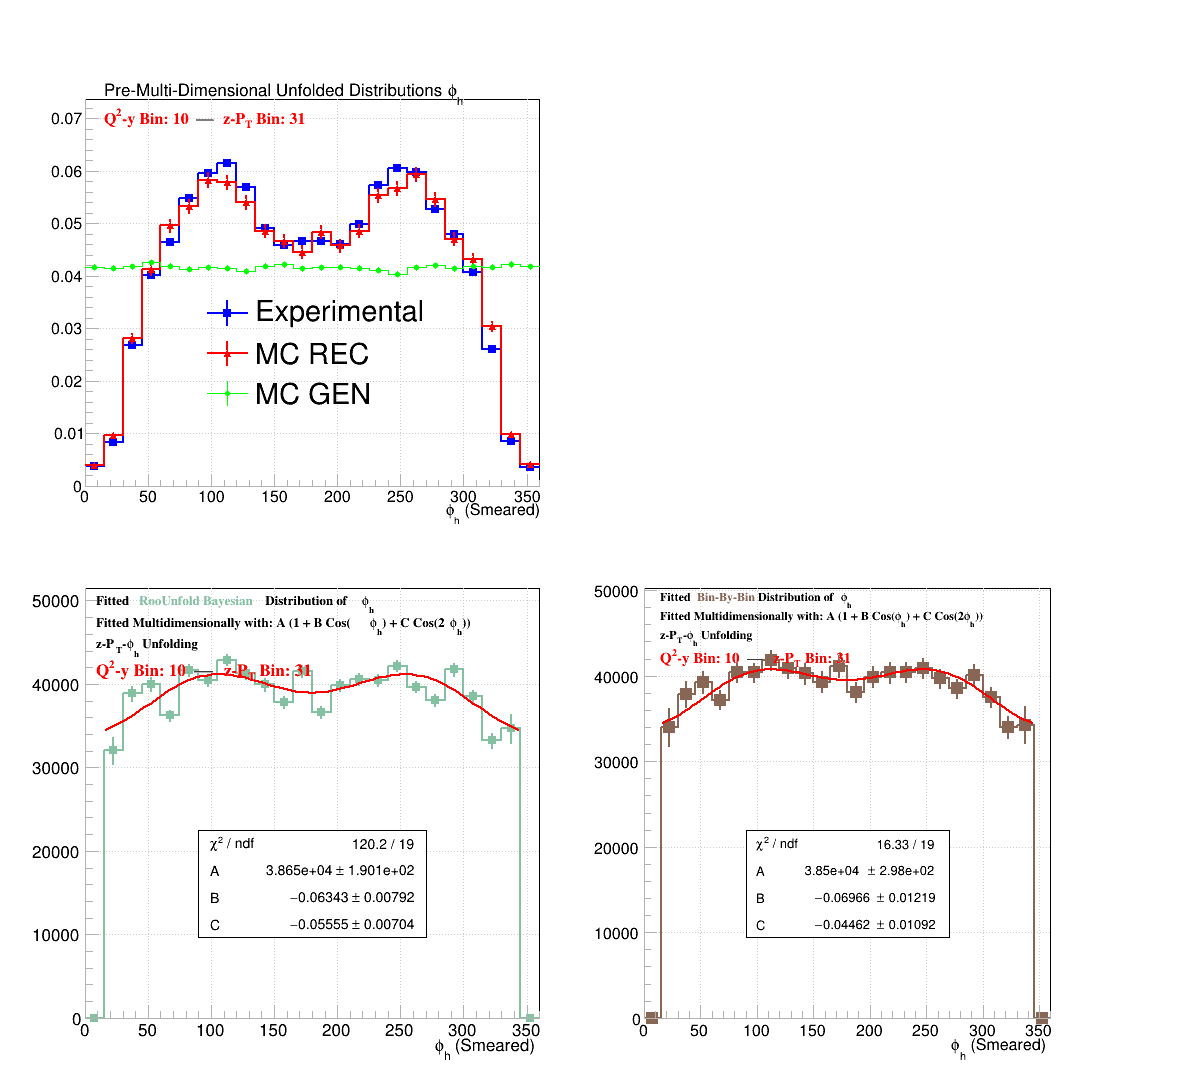 Pre-Multi-Dimensional Unfolded Distributions ϕh
Q2-y Bin: 10 — z-PT Bin: 31
0.07
0.06
0.05
0.04
0.03
0.02
0.01
0
Experimental
MC REC
MC GEN
0 50 100 150 200 250 300 350
ϕh (Smeared)
Fitted RooUnfold Bayesian Distribution of ϕh
Fitted Multidimensionally with: A (1 + B Cos( ϕh) + C Cos(2 ϕh))
z-PT-ϕh Unfolding
Q2-y Bin: 10 — z-PT Bin: 31
50000
40000
30000
20000
10000
0
χ2 / ndf 120.2 / 19
A 3.865e+04 ± 1.901e+02
B −0.06343 ± 0.00792
C −0.05555 ± 0.00704
0 50 100 150 200 250 300 350
ϕh (Smeared)
Fitted Bin-By-Bin Distribution of ϕh
Fitted Multidimensionally with: A (1 + B Cos(ϕh) + C Cos(2ϕh))
z-PT-ϕh Unfolding
Q2-y Bin: 10 — z-PT Bin: 31
50000
40000
30000
20000
10000
0
χ2 / ndf 16.33 / 19
A 3.85e+04 ± 2.98e+02
B −0.06966 ± 0.01219
C −0.04462 ± 0.01092
0 50 100 150 200 250 300 350
ϕh (Smeared)